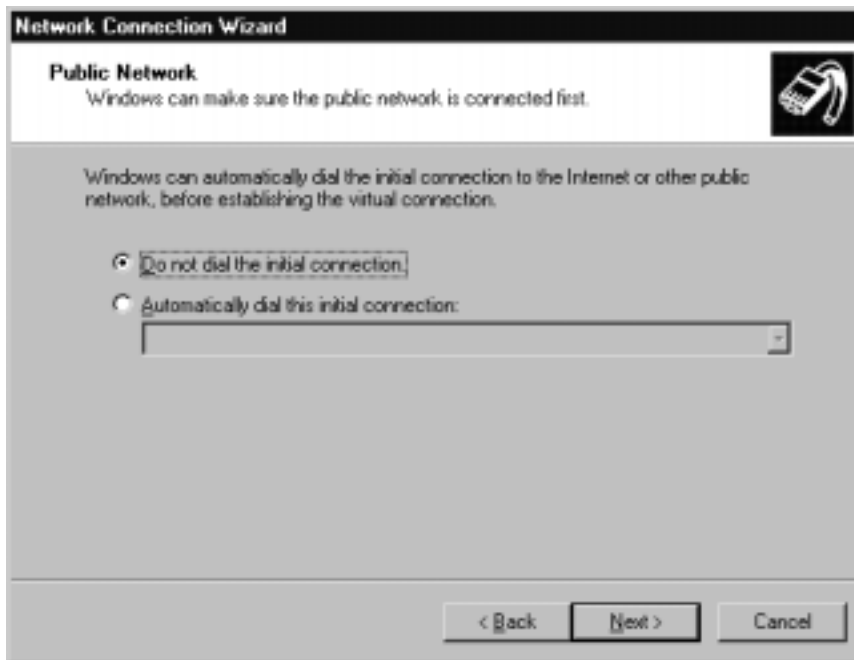 Network Connection Wizard
Public Network
Windows can make sure the public network is connected first.
Windows can automatically dial the initial connection to the Internet or other public
network, before establishing the virtual connection.
Do not dial the initial connection.
Automatically dial this initial connection:
< Back Next > Cancel